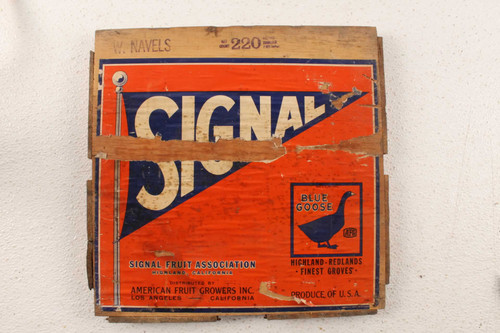 W. NAVELS
220
SIGNAL
BLUE
GOOSE
AFG
SIGNAL FRUIT ASSOCIATION
HIGHLAND, CALIFORNIA
DISTRIBUTED BY
AMERICAN FRUIT GROWERS INC.
LOS ANGELES CALIFORNIA
HIGHLAND-REDLANDS
FINEST GROVES
PRODUCE OF U.S.A.